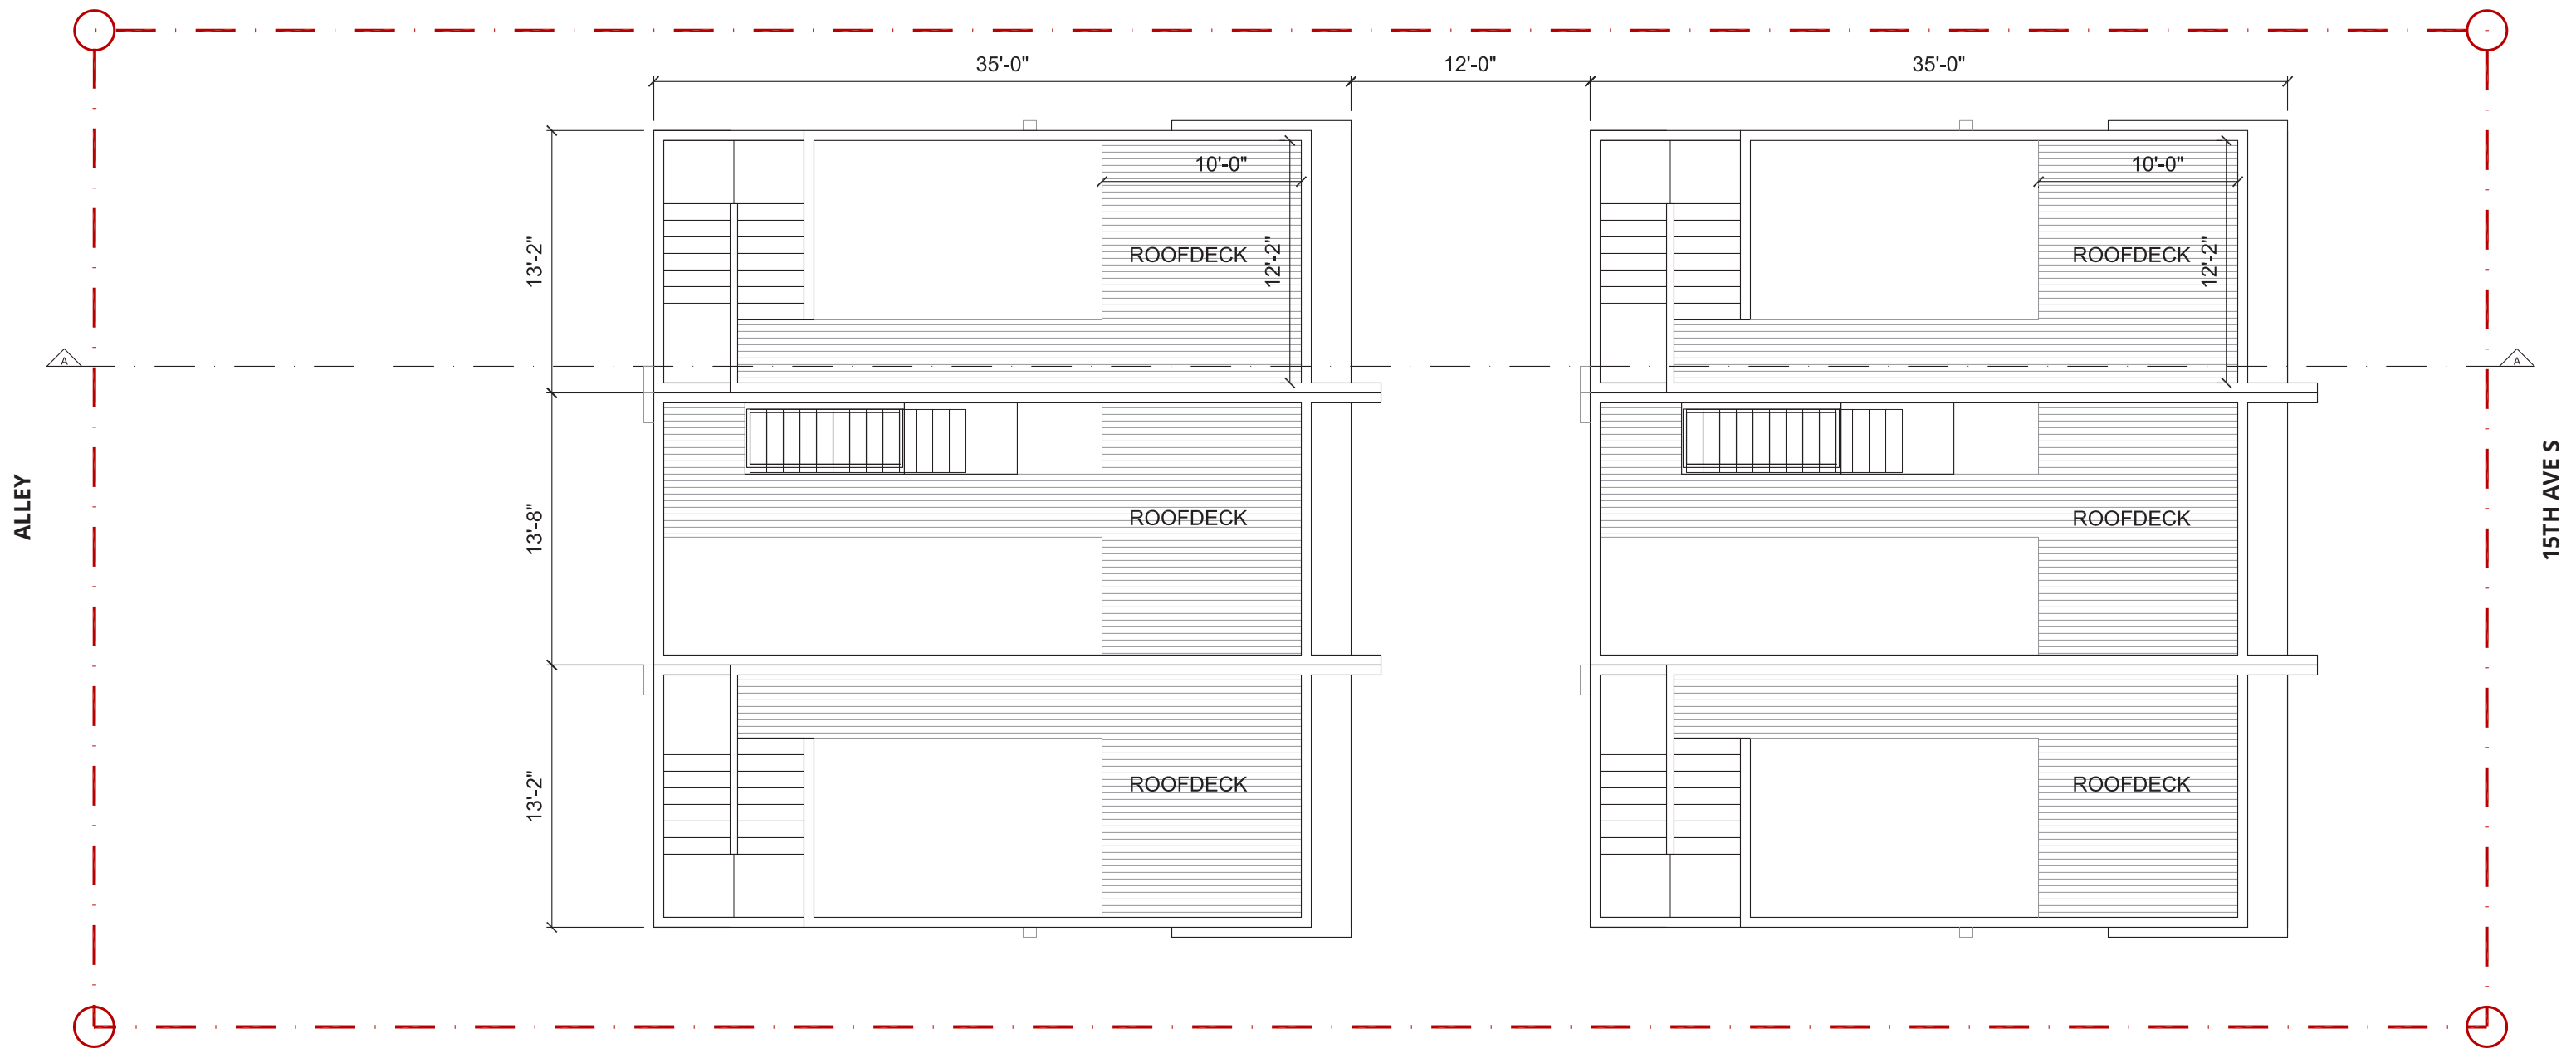 35'-0"
12'-0"
35'-0"
10'-0"
10'-0"
13'-2"
ROOFDECK
12'-2"
ROOFDECK
12'-2"
A
A
ALLEY
13'-8"
ROOFDECK
ROOFDECK
15TH AVE S
13'-2"
ROOFDECK
ROOFDECK